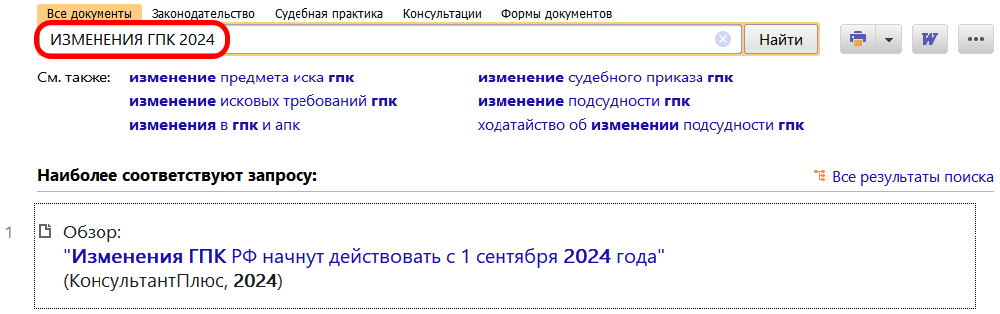 Все документы Законодательство Судебная практика Консультации Формы документов
ИЗМЕНЕНИЯ ГПК 2024 Найти W
См. также: изменение предмета иска гпк изменение судебного приказа гпк
изменение исковых требований гпк изменение подсудности гпк
изменения в гпк и апк ходатайство об изменении подсудности гпк
Наиболее соответствуют запросу: Все результаты поиска
1 Обзор:
"Изменения ГПК РФ начнут действовать с 1 сентября 2024 года"
(КонсультантПлюс, 2024)